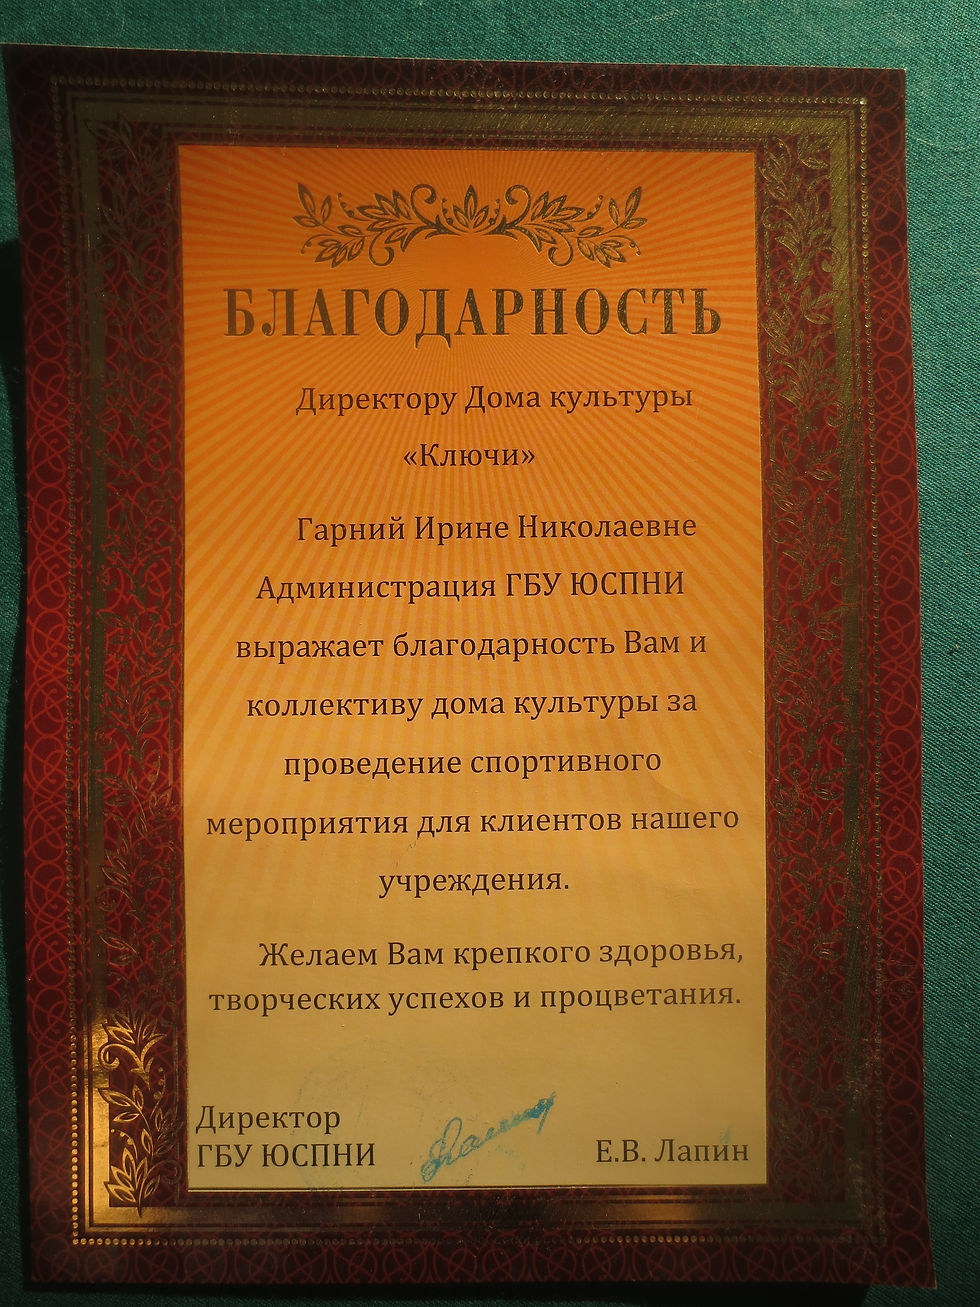 БЛАГОДАРНОСТЬ
Директору Дома культуры
«Ключи»
Гарний Ирине Николаевне
Администрация ГБУ ЮСПНИ
выражает благодарность Вам и
коллективу дома культуры за
проведение спортивного
мероприятия для клиентов нашего
учреждения.
Желаем Вам крепкого здоровья,
творческих успехов и процветания.
Директор
ГБУ ЮСПНИ Е.В. Лапин